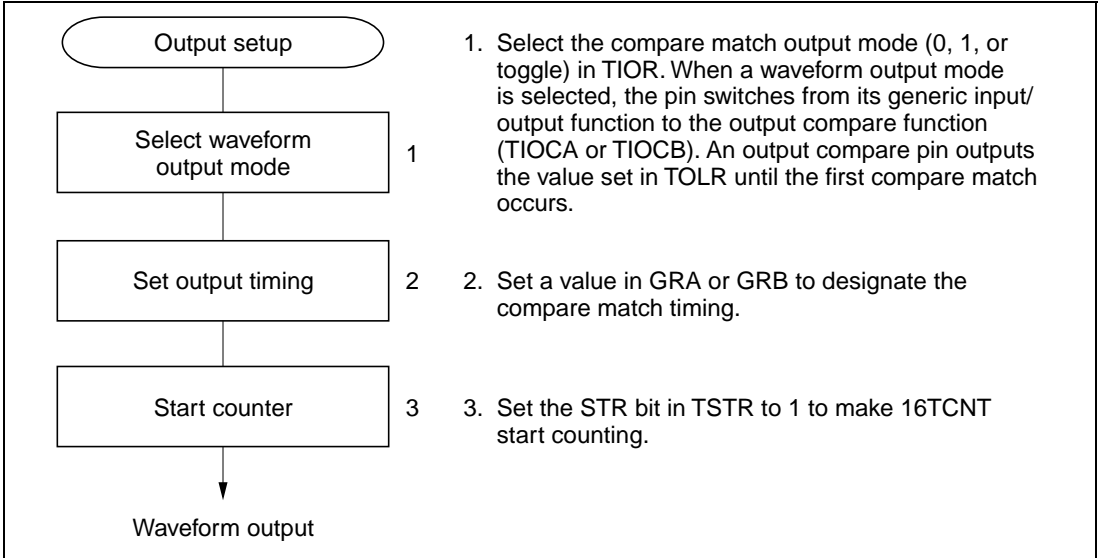 Output setup
1. Select the compare match output mode (0, 1, or
toggle) in TIOR. When a waveform output mode
is selected, the pin switches from its generic input/
output function to the output compare function
(TIOCA or TIOCB). An output compare pin outputs
the value set in TOLR until the first compare match
occurs.
Select waveform
output mode
1
Set output timing
2
2. Set a value in GRA or GRB to designate the
compare match timing.
Start counter
3
3. Set the STR bit in TSTR to 1 to make 16TCNT
start counting.
Waveform output